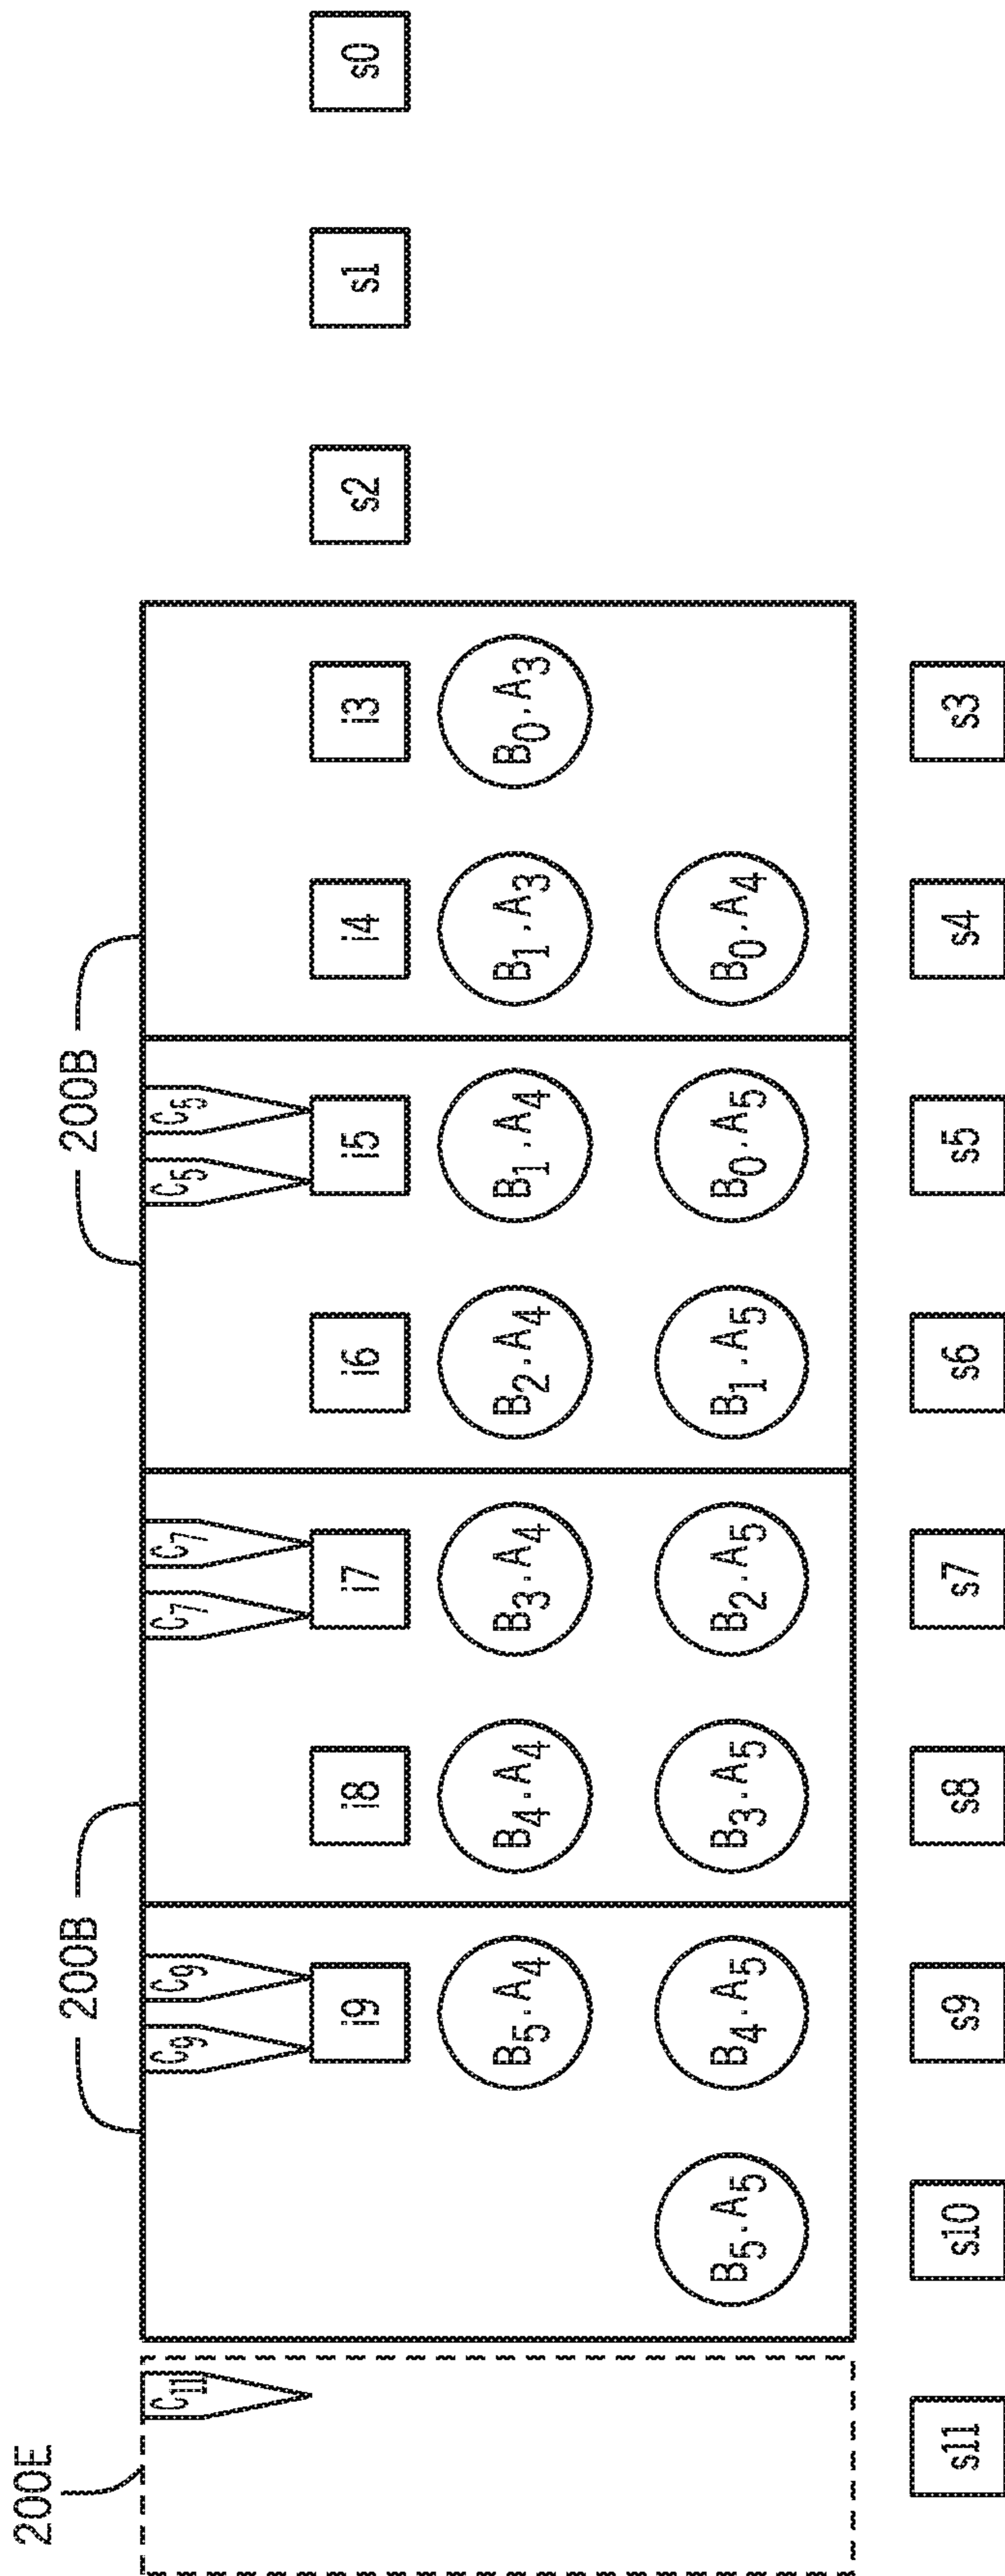 200E
200B 200B
C₁₁ C₉ C₉ C₇ C₇ C₅ C₅
i9 i8 i7 i6 i5 i4 i3 s2 s1 s0
B₅·A₄ B₄·A₄ B₃·A₄ B₂·A₄ B₁·A₄ B₁·A₃ B₀·A₃
B₅·A₅ B₄·A₅ B₃·A₅ B₂·A₅ B₁·A₅ B₀·A₅ B₀·A₄
s11 s10 s9 s8 s7 s6 s5 s4 s3